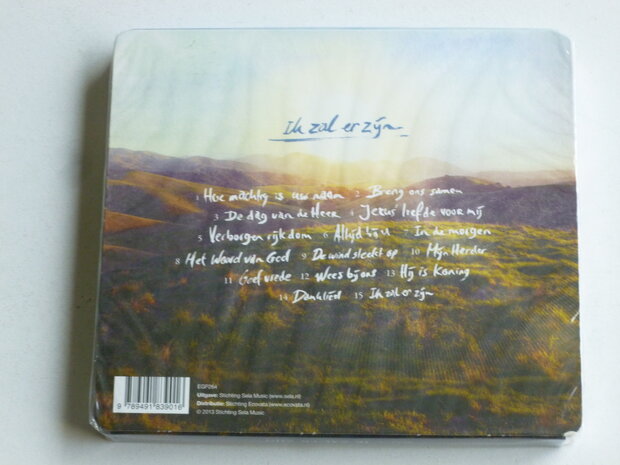 Ik zal er zijn
1 Hoe machtig is uw naam 2 Breng ons samen
3 De dag van de Heer 4 Jezus' liefde voor mij
5 Verborgen rijkdom 6 Altijd bij U 7 In de morgen
8 Het Woord van God 9 De wind steekt op 10 Mijn Herder
11 Geef vrede 12 Wees bij ons 13 Hij is Koning
14 Danklied 15 Ik zal er zijn
EGF054
Uitgave: Stichting Sela Music (www.sela.nl)
Distributie: Stichting Ecovata (www.ecovata.nl)
© 2013 Stichting Sela Music
9 789491 839016